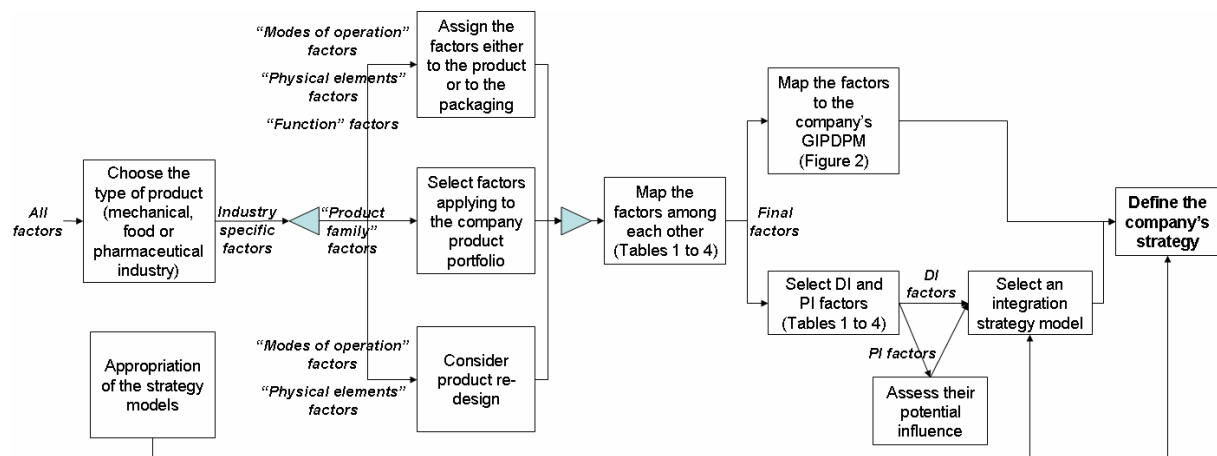 All
factors
Choose the
type of product
(mechanical,
food or
pharmaceutical
industry)
Industry
specific
factors
Appropriation
of the strategy
models
"Modes of operation"
factors
"Physical elements"
factors
"Function" factors
"Product
family"
factors
"Modes of operation"
factors
"Physical elements"
factors
Assign the
factors either
to the product
or to the
packaging
Select factors
applying to
the company
product
portfolio
Consider
product re-
design
Map the
factors among
each other
(Tables 1 to 4)
Final
factors
Map the factors
to the
company's
GIPDPM
(Figure 2)
Select DI and
PI factors
(Tables 1 to 4)
DI
factors
PI factors
Assess their
potential
influence
Select an
integration
strategy model
Define the
company's
strategy